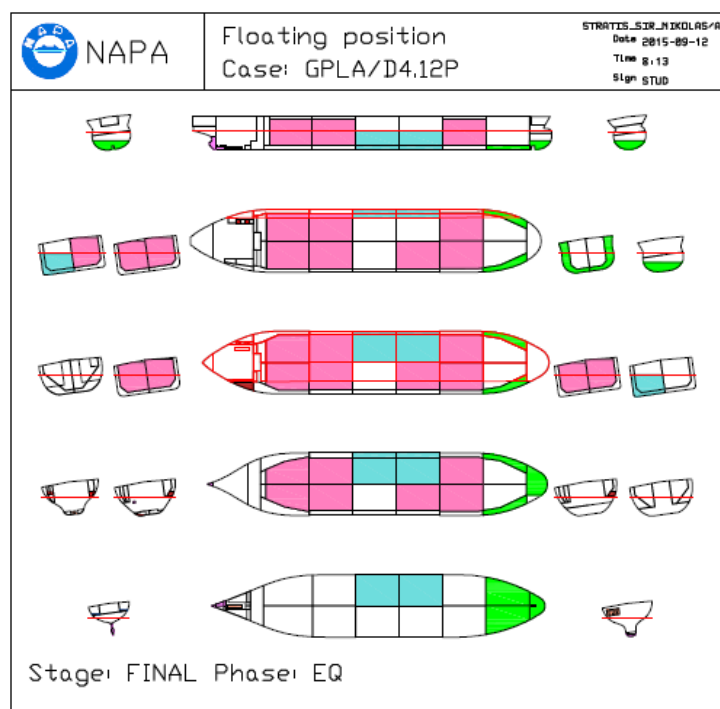 NAPA
NAPA
Floating position
Case: GPLA/D4.12P
STRATIS_SIR_NIKOLAS/A
Date 2015-09-12
Time 8:13
Sign STUD
Stage: FINAL Phase: EQ